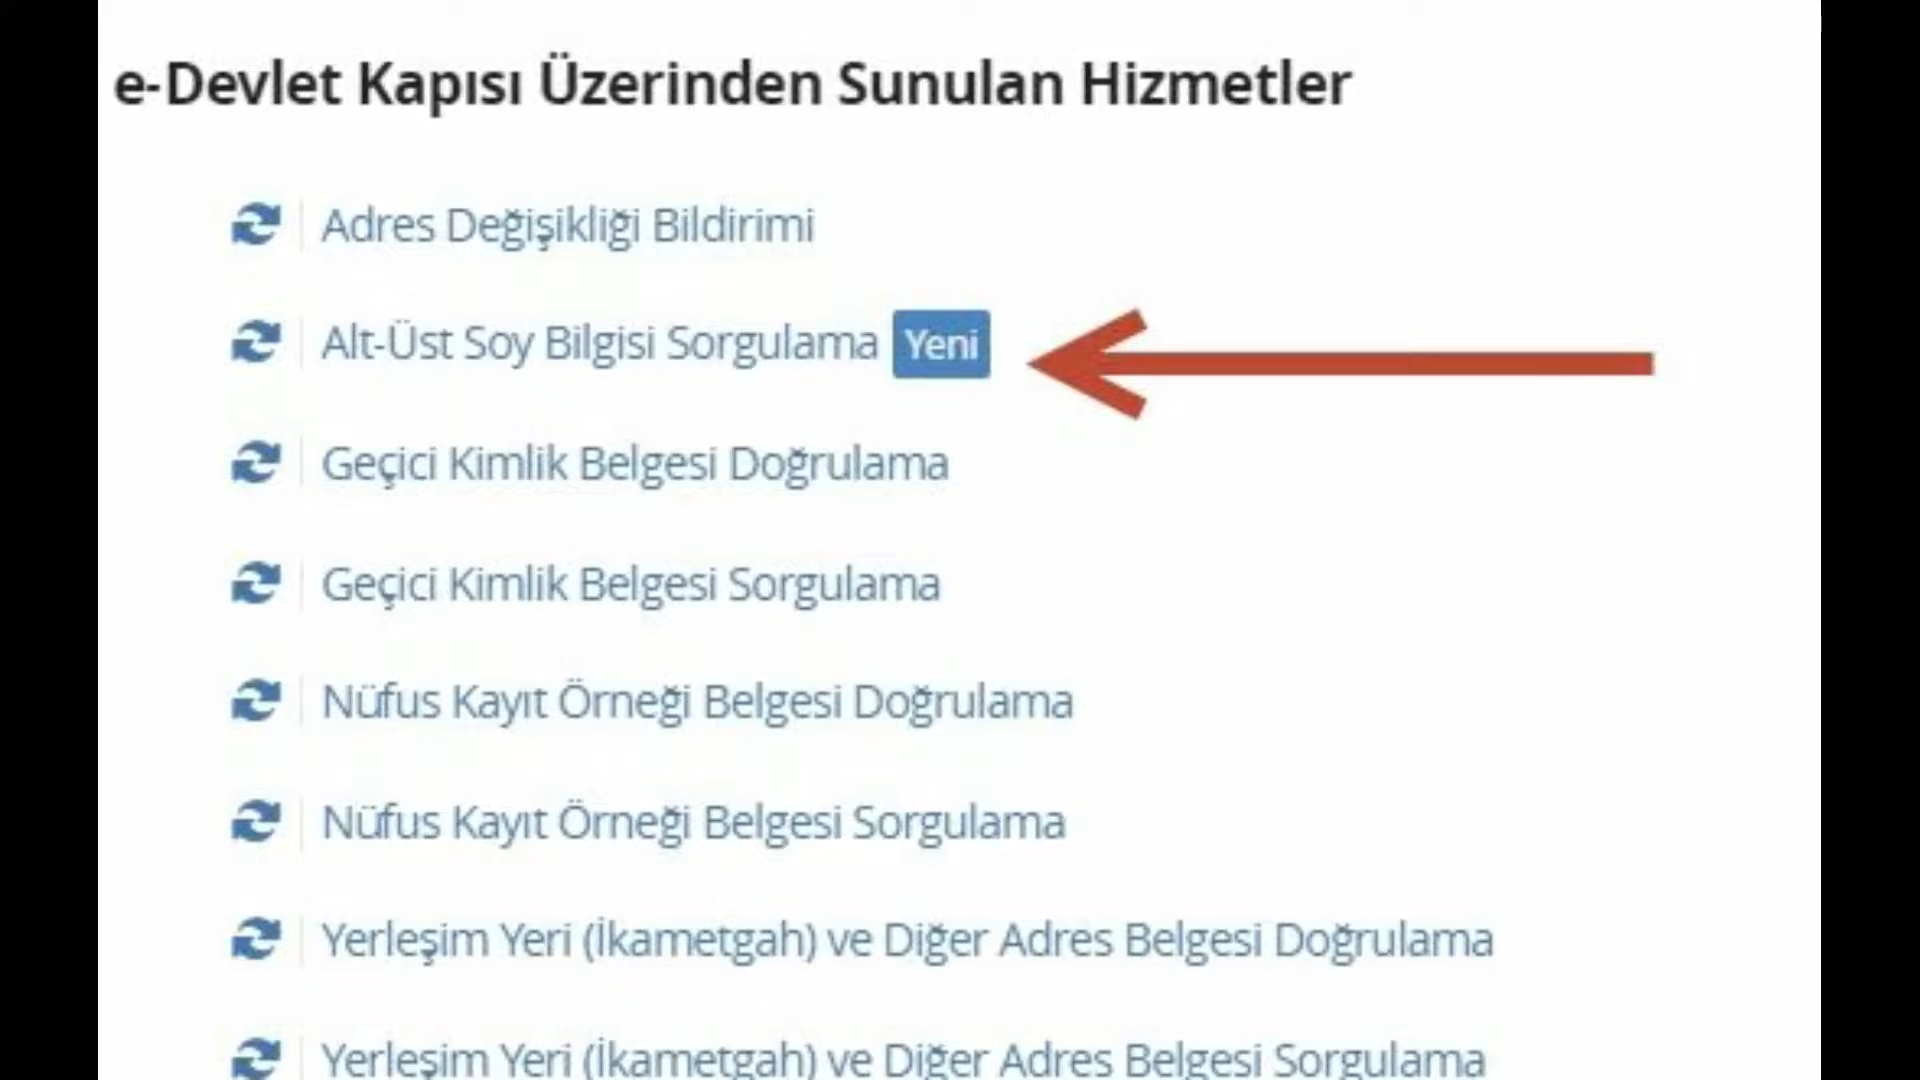 e-Devlet Kapısı Üzerinden Sunulan Hizmetler
Adres Değişikliği Bildirimi
Alt-Üst Soy Bilgisi Sorgulama Yeni
Geçici Kimlik Belgesi Doğrulama
Geçici Kimlik Belgesi Sorgulama
Nüfus Kayıt Örneği Belgesi Doğrulama
Nüfus Kayıt Örneği Belgesi Sorgulama
Yerleşim Yeri (İkametgah) ve Diğer Adres Belgesi Doğrulama
Yerleşim Yeri (İkametgah) ve Diğer Adres Belgesi Sorgulama